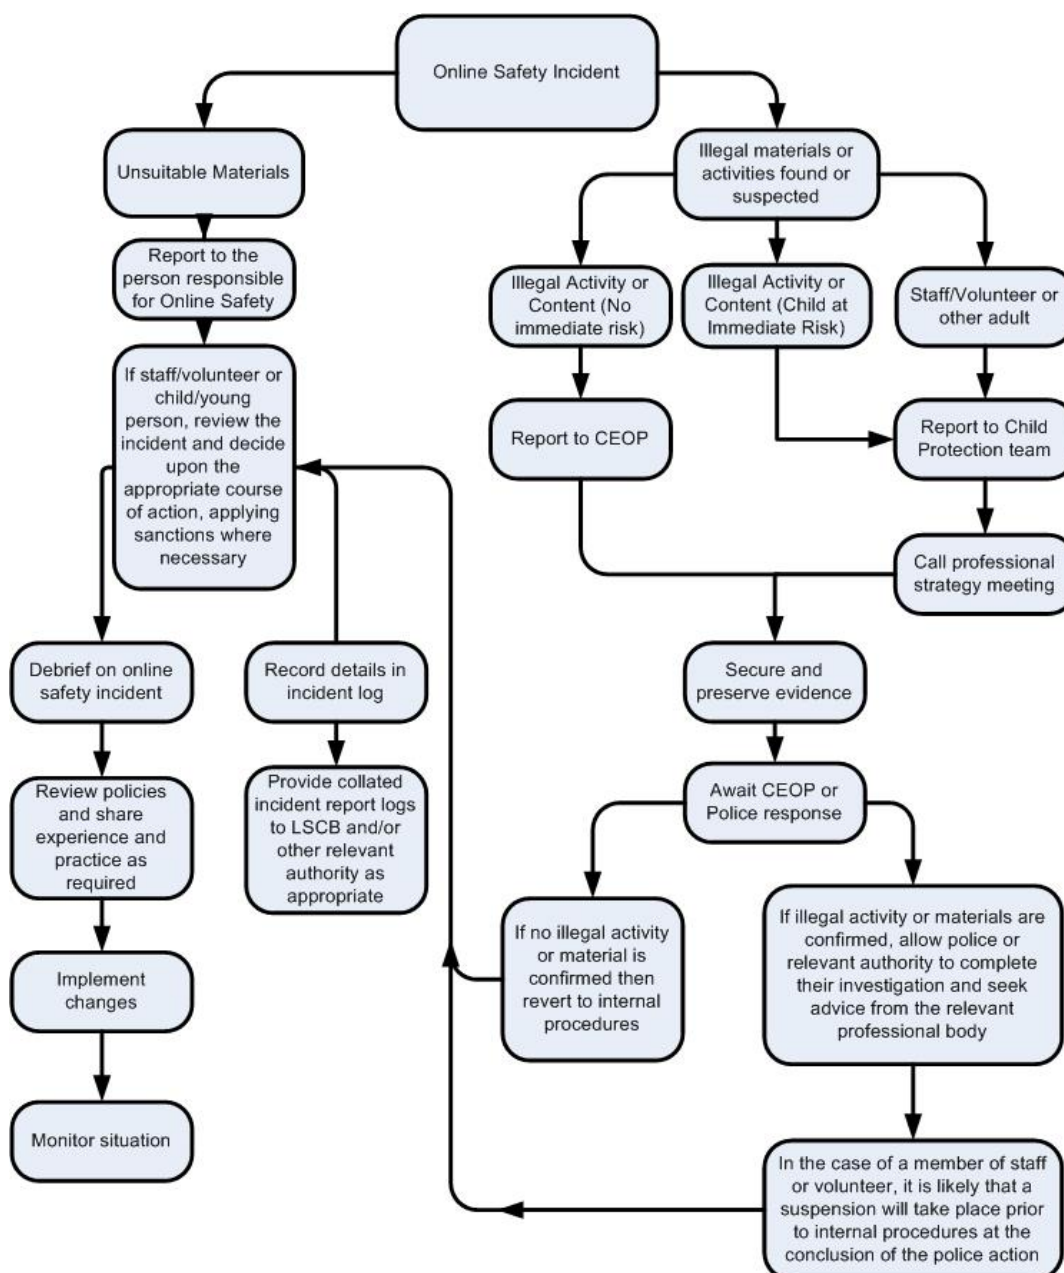 Online Safety Incident
Unsuitable Materials
Illegal materials or
activities found or
suspected
Report to the
person responsible
for Online Safety
Illegal Activity or
Content (No
immediate risk)
Illegal Activity or
Content (Child at
Immediate Risk)
Staff/Volunteer or
other adult
If staff/volunteer or
child/young
person, review the
incident and decide
upon the
appropriate course
of action, applying
sanctions where
necessary
Report to CEOP
Report to Child
Protection team
Call professional
strategy meeting
Debrief on online
safety incident
Record details in
incident log
Secure and
preserve evidence
Review policies
and share
experience and
practice as
required
Provide collated
incident report logs
to LSCB and/or
other relevant
authority as
appropriate
Await CEOP or
Police response
If no illegal activity
or material is
confirmed then
revert to internal
procedures
If illegal activity or materials are
confirmed, allow police or
relevant authority to complete
their investigation and seek
advice from the relevant
professional body
Implement
changes
Monitor situation
In the case of a member of staff
or volunteer, it is likely that a
suspension will take place prior
to internal procedures at the
conclusion of the police action